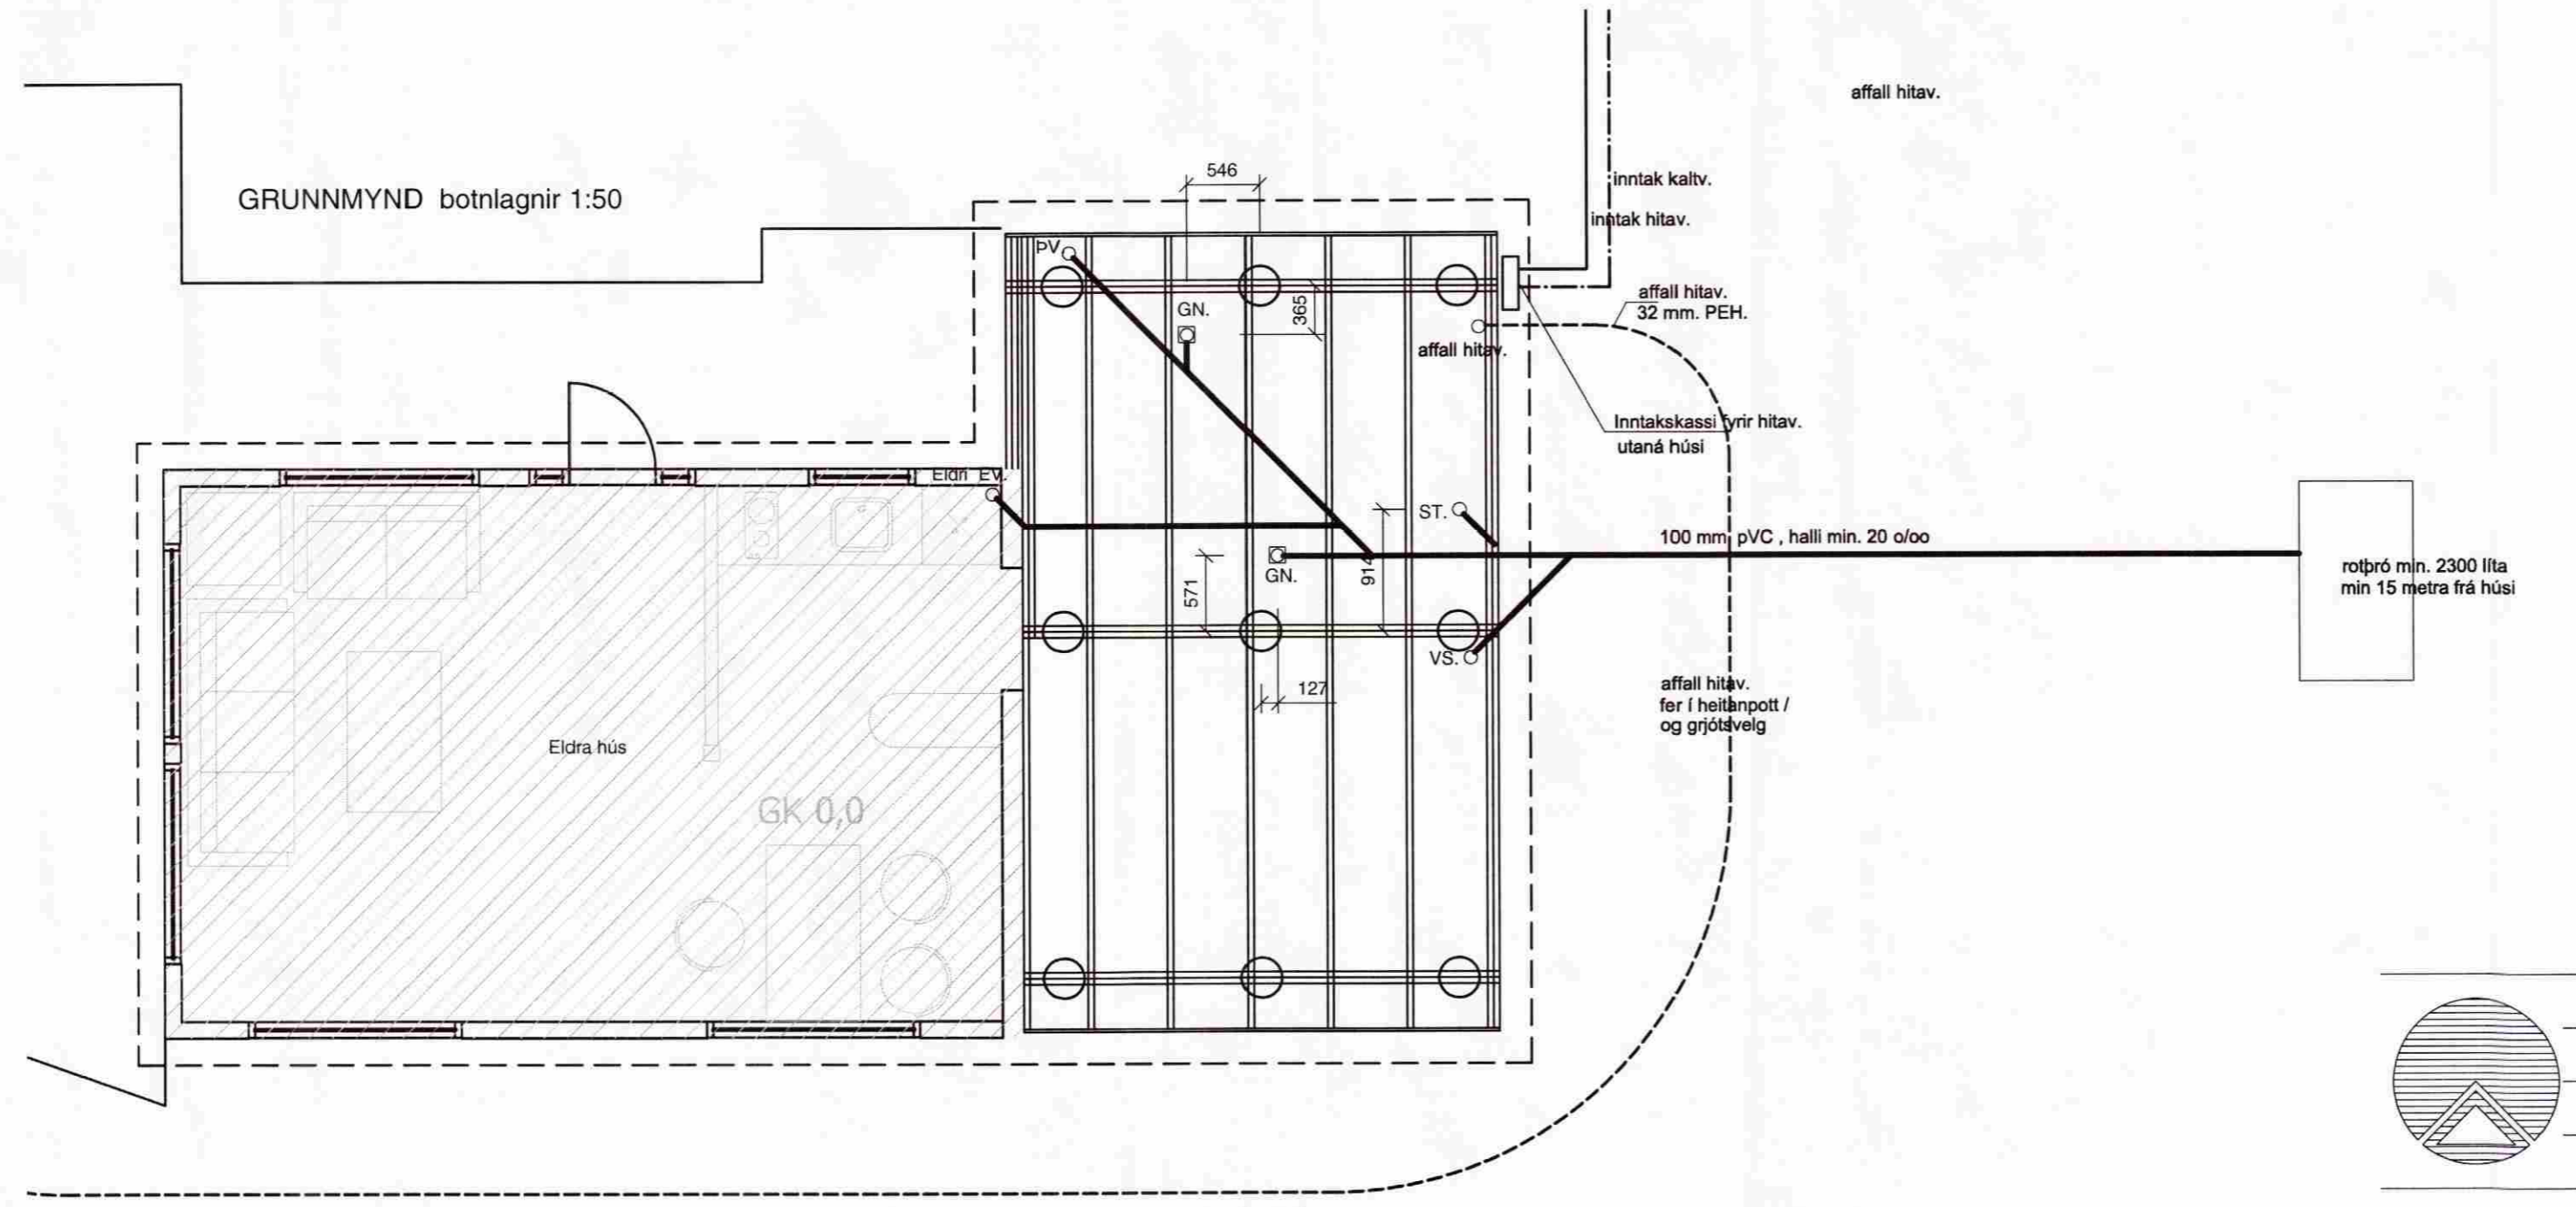 affall hitav.
546
inntak kaltv.
GRUNNMYND botnlagnir 1:50
inntak hitav.
ÞV.
affall hitav.
32 mm. PEH.
GN.
365
affall hitav.
Inntakskassi fyrir hitav.
utaná húsi
Eldri EV.
ST.
100 mm pVC , halli min. 20 o/oo
GN.
914
571
rotþró min. 2300 líta
min 15 metra frá húsi
VS.
127
affall hitav.
fer í heitanpott /
og grjótsvelg
Eldra hús
GK 0,0